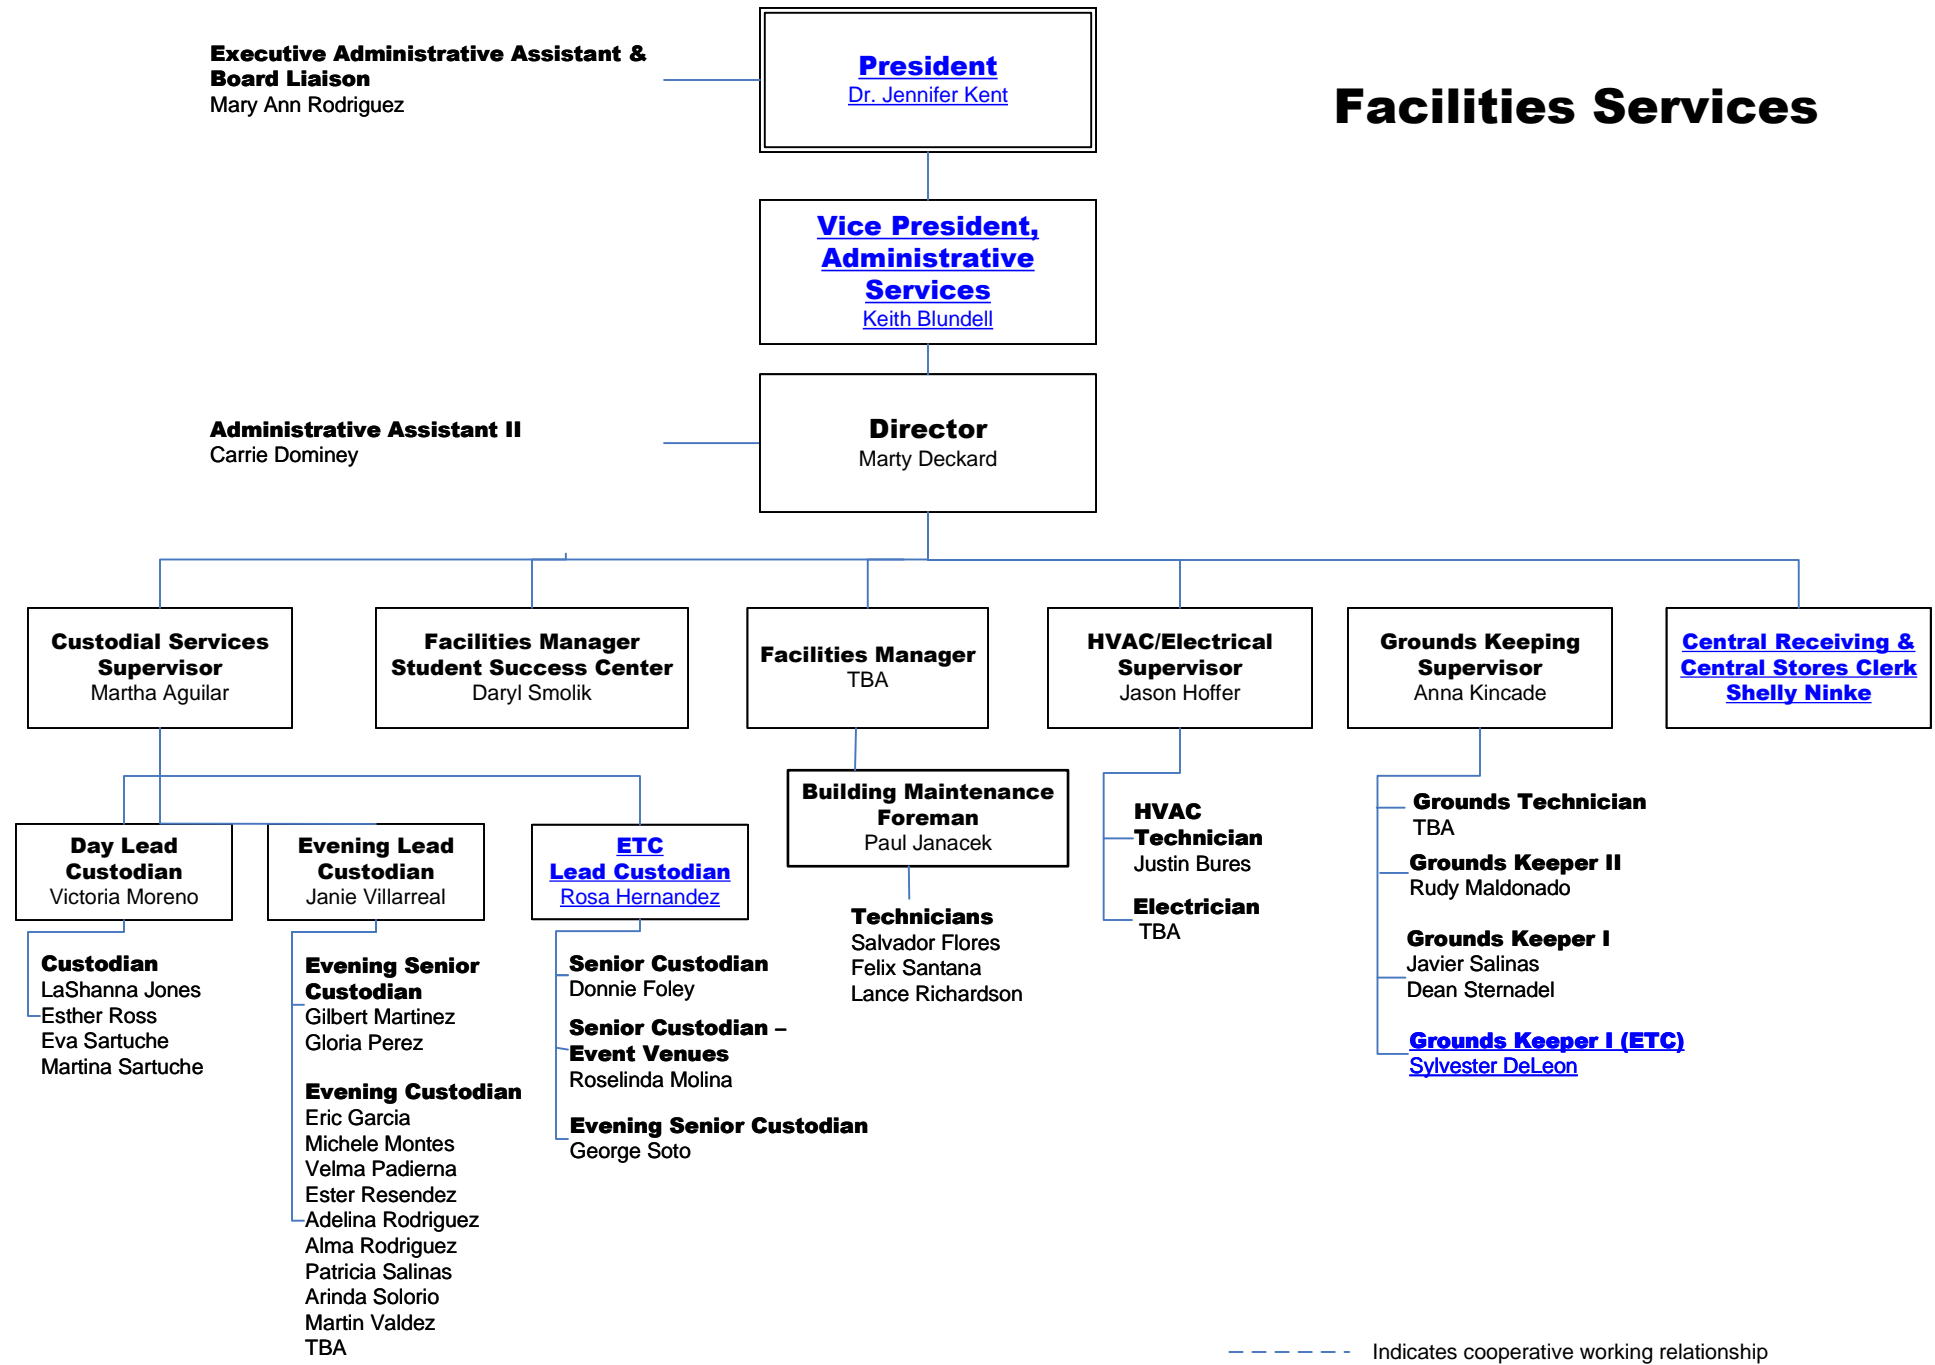 Executive Administrative Assistant &
Board Liaison
Mary Ann Rodriguez
President
Dr. Jennifer Kent
Facilities Services
Vice President,
Administrative
Services
Keith Blundell
Administrative Assistant II
Carrie Dominey
Director
Marty Deckard
Custodial Services
Supervisor
Martha Aguilar
Facilities Manager
Student Success Center
Daryl Smolik
Facilities Manager
TBA
HVAC/Electrical
Supervisor
Jason Hoffer
Grounds Keeping
Supervisor
Anna Kincade
Central Receiving &
Central Stores Clerk
Shelly Ninke
Day Lead
Custodian
Victoria Moreno
Custodian
LaShanna Jones
Esther Ross
Eva Sartuche
Martina Sartuche
Evening Lead
Custodian
Janie Villarreal
Evening Senior
Custodian
Gilbert Martinez
Gloria Perez
Evening Custodian
Eric Garcia
Michele Montes
Velma Padierna
Ester Resendez
Adelina Rodriguez
Alma Rodriguez
Patricia Salinas
Arinda Solorio
Martin Valdez
TBA
ETC
Lead Custodian
Rosa Hernandez
Senior Custodian
Donnie Foley
Senior Custodian –
Event Venues
Roselinda Molina
Evening Senior Custodian
George Soto
Building Maintenance
Foreman
Paul Janacek
Technicians
Salvador Flores
Felix Santana
Lance Richardson
HVAC
Technician
Justin Bures
Electrician
TBA
Grounds Technician
TBA
Grounds Keeper II
Rudy Maldonado
Grounds Keeper I
Javier Salinas
Dean Sternadel
Grounds Keeper I (ETC)
Sylvester DeLeon
Indicates cooperative working relationship